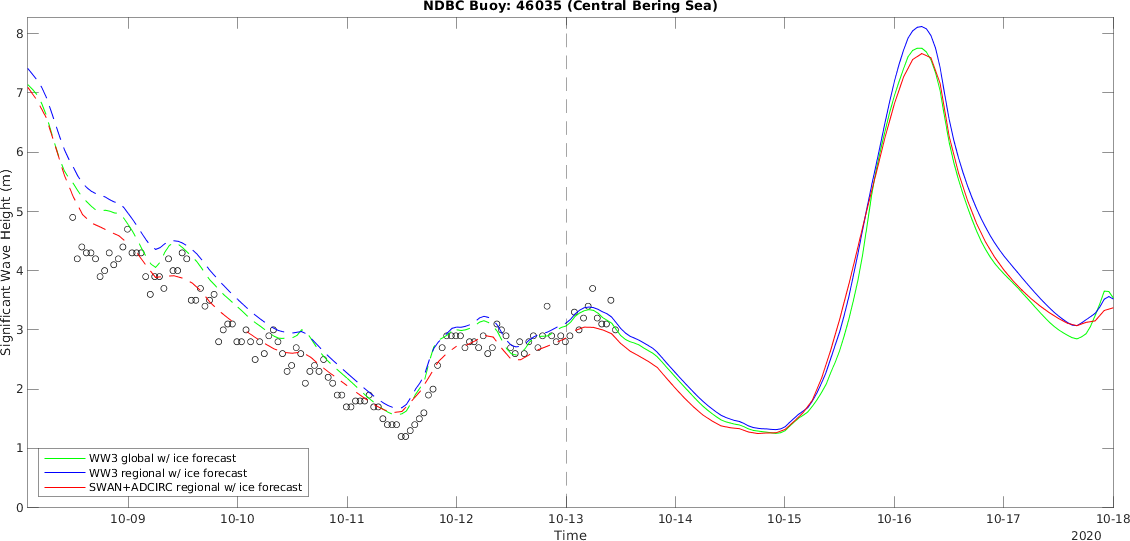 NDBC Buoy: 46035 (Central Bering Sea)
8
7
6
5
4
3
2
1
0
Significant Wave Height (m)
WW3 global w/ ice forecast
WW3 regional w/ ice forecast
SWAN+ADCIRC regional w/ ice forecast
10-09 10-10 10-11 10-12 10-13 10-14 10-15 10-16 10-17 10-18
Time
2020